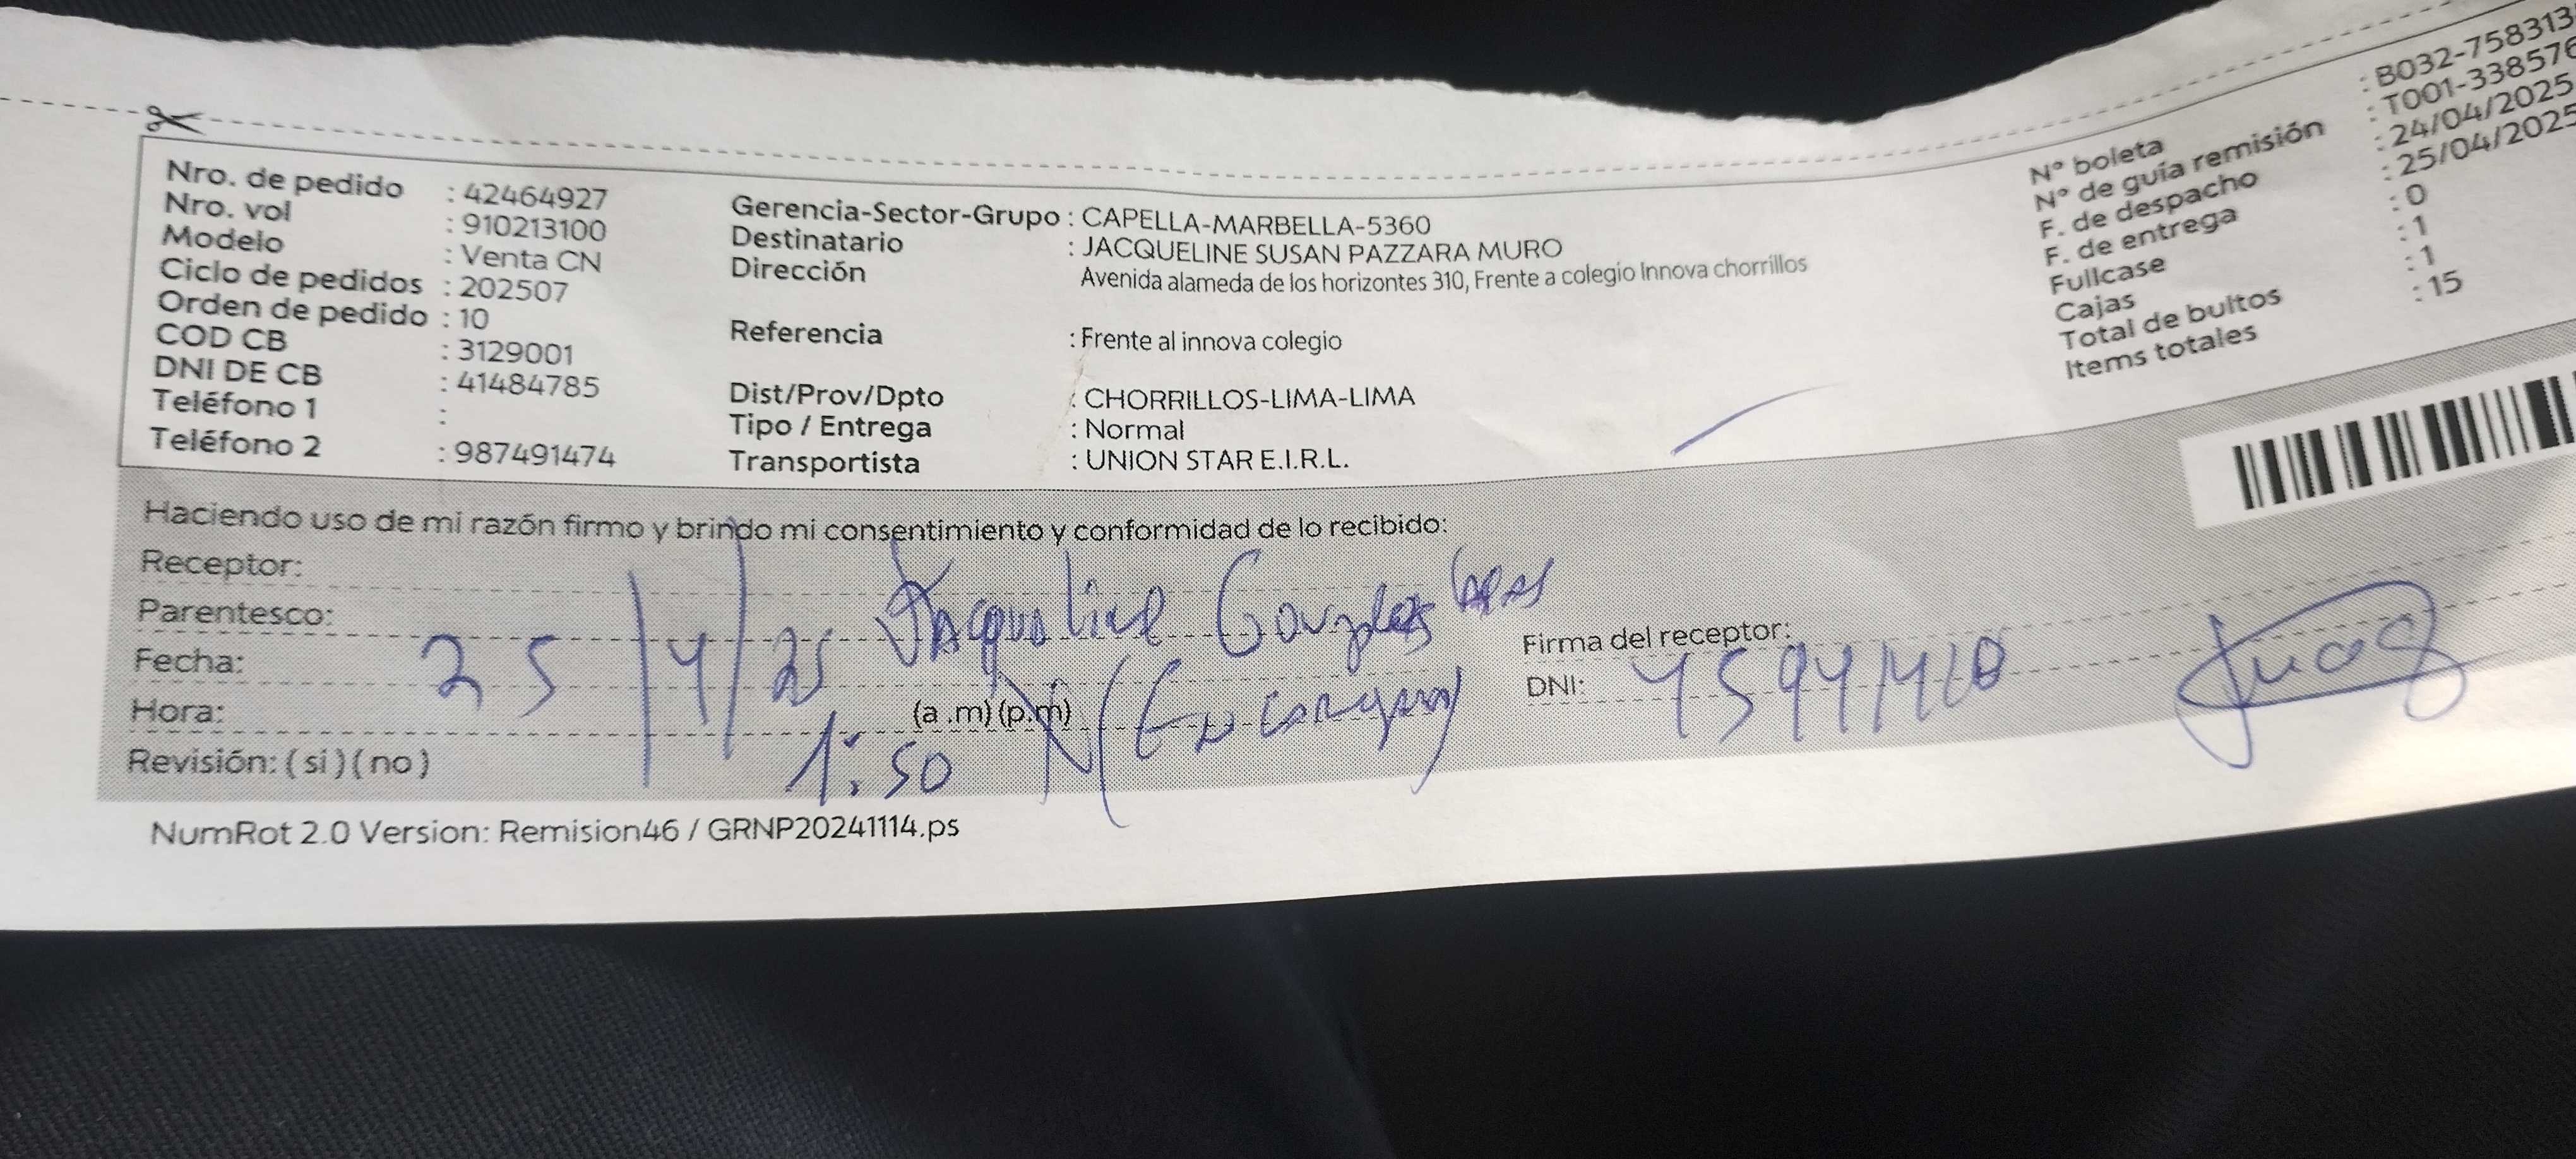 Nro. de pedido : 42464927
Nro. vol : 910213100
Modelo : Venta CN
Ciclo de pedidos : 202507
Orden de pedido : 10
COD CB : 3129001
DNI DE CB : 41484785
Teléfono 1 :
Teléfono 2 : 987491474
Gerencia-Sector-Grupo : CAPELLA-MARBELLA-5360
Destinatario : JACQUELINE SUSAN PAZZARA MURO
Dirección Avenida alameda de los horizontes 310, Frente a colegio Innova chorrillos
Referencia : Frente al innova colegio
Dist/Prov/Dpto : CHORRILLOS-LIMA-LIMA
Tipo / Entrega : Normal
Transportista : UNION STAR E.I.R.L.
N° boleta : B032-758313
N° de guía remisión : T001-338576
F. de despacho : 24/04/2025
F. de entrega : 25/04/2025
Fullcase : 0
Cajas : 1
Total de bultos : 1
Items totales : 15
Haciendo uso de mi razón firmo y brindo mi consentimiento y conformidad de lo recibido:
Receptor:
Jacqueline
Parentesco:
Fecha: 25/4/25
Hora: (a .m) (p.m)
1:50
Revisión: ( si ) ( no )
Firma del receptor:
DNI:
NumRot 2.0 Version: Remision46 / GRNP20241114.ps